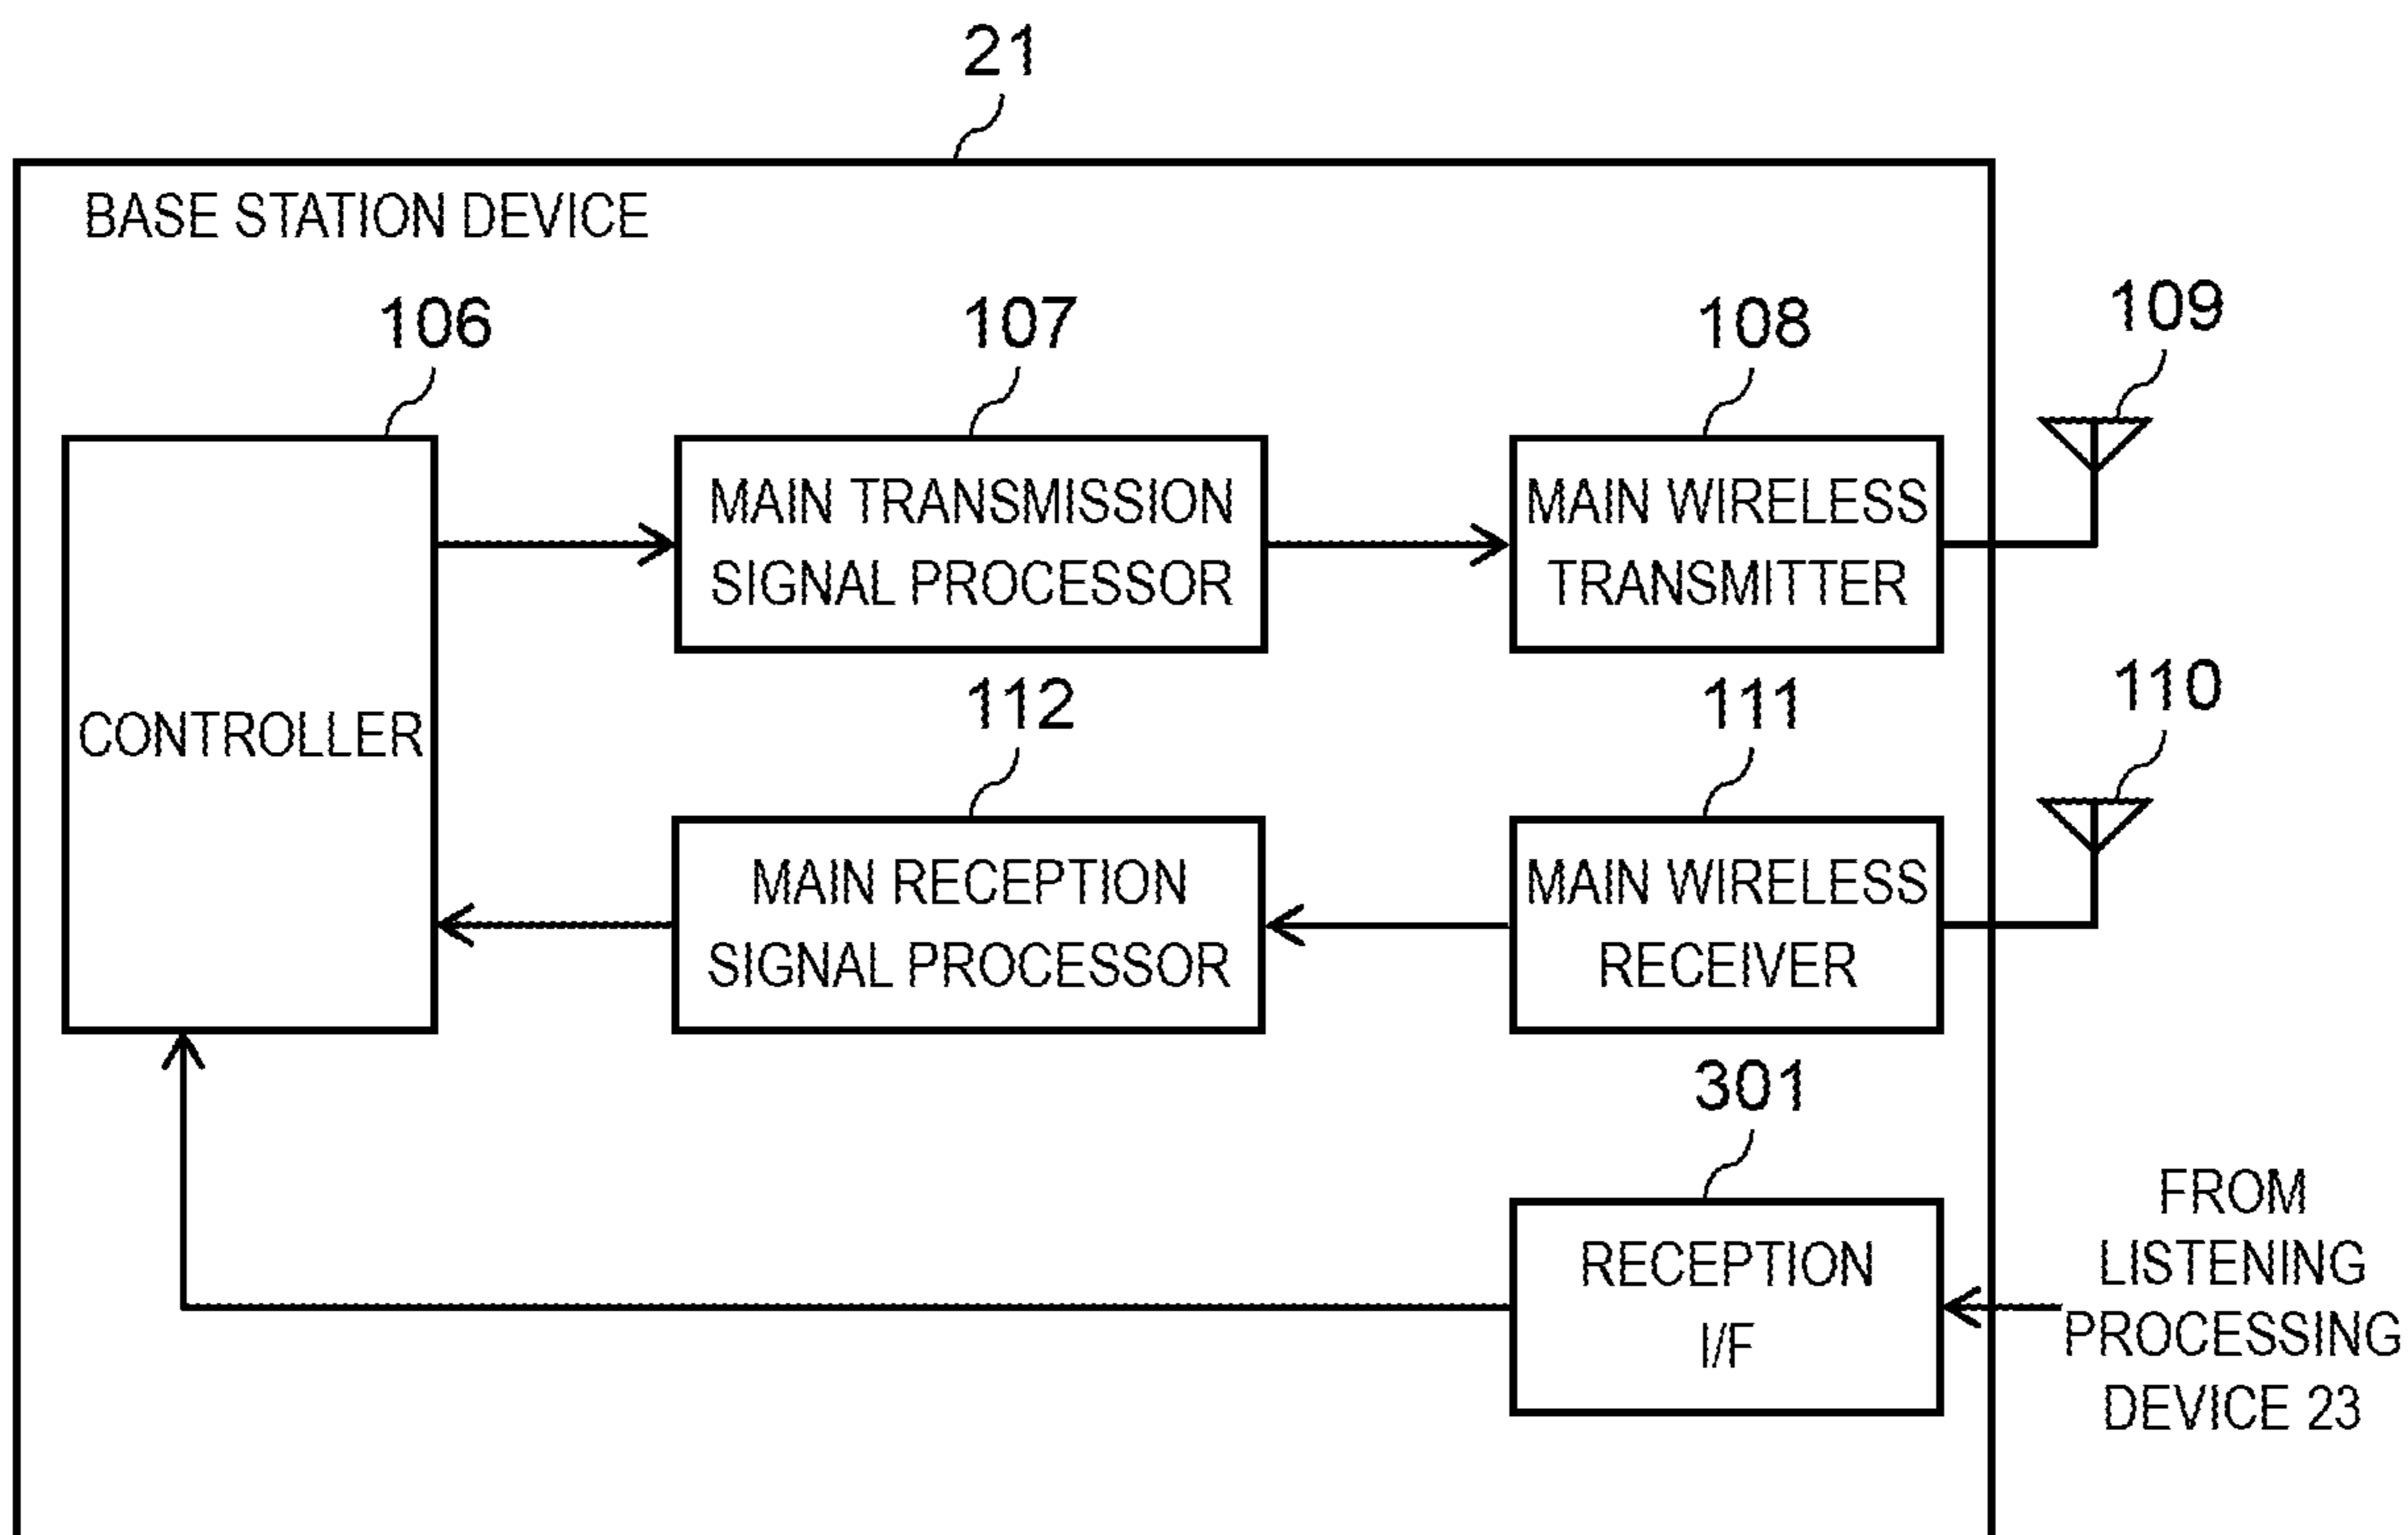 21
BASE STATION DEVICE
106
107
108
109
MAIN TRANSMISSION
SIGNAL PROCESSOR
MAIN WIRELESS
TRANSMITTER
CONTROLLER
112
111
110
MAIN RECEPTION
SIGNAL PROCESSOR
MAIN WIRELESS
RECEIVER
301
RECEPTION
I/F
FROM
LISTENING
PROCESSING
DEVICE 23